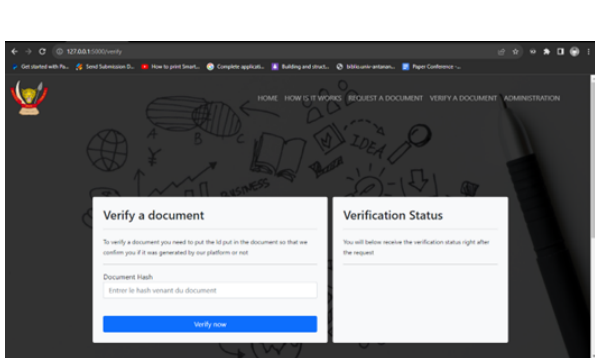 127.0.0.1:5000/verify
Get started with Pa... Send Submission D... How to print Smart... Complete applicati... Building and struct... Paper Conference -...
HOME HOW IS IT WORKS REQUEST A DOCUMENT VERIFY A DOCUMENT ADMINISTRATION
A B C
IDEA
BUSINESS
Verify a document
To verify a document you need to put the Id put in the document so that we
confirm you if it was generated by our platform or not
Document Hash
Entrer le hash venant du document
Verify now
Verification Status
You will below receive the verification status right after
the request